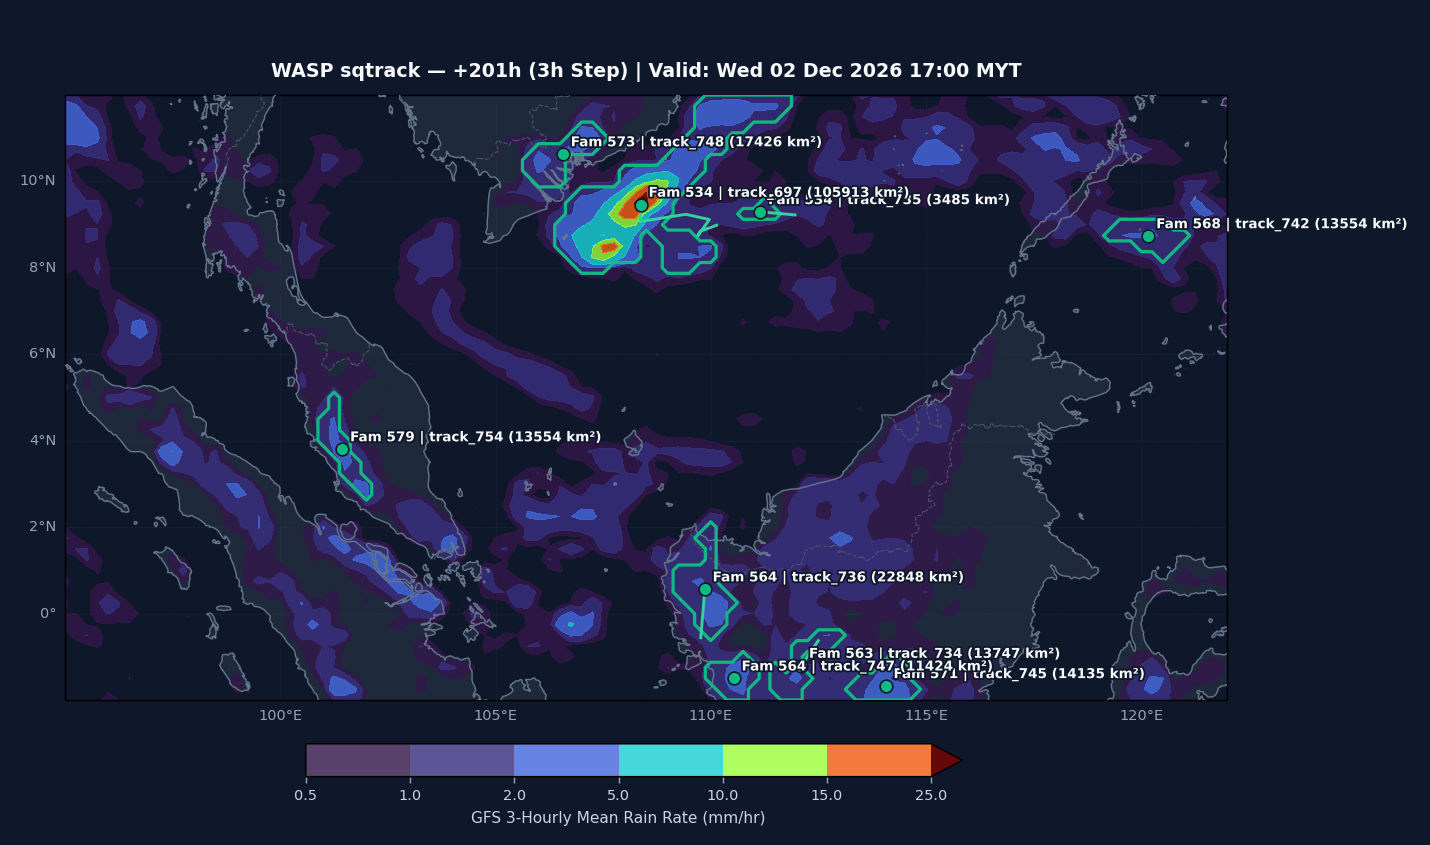 WASP sqtrack — +201h (3h Step) | Valid: Wed 02 Dec 2026 17:00 MYT
Fam 573 | track_748 (17426 km²)
Fam 534 | track_697 (105913 km²)
Fam 534 | track_755 (3485 km²)
Fam 568 | track_742 (13554 km²)
Fam 579 | track_754 (13554 km²)
Fam 564 | track_736 (22848 km²)
Fam 563 | track_734 (13747 km²)
Fam 564 | track_747 (11424 km²)
Fam 571 | track_745 (14135 km²)
10°N
8°N
6°N
4°N
2°N
0°
100°E 105°E 110°E 115°E 120°E
0.5 1.0 2.0 5.0 10.0 15.0 25.0
GFS 3-Hourly Mean Rain Rate (mm/hr)